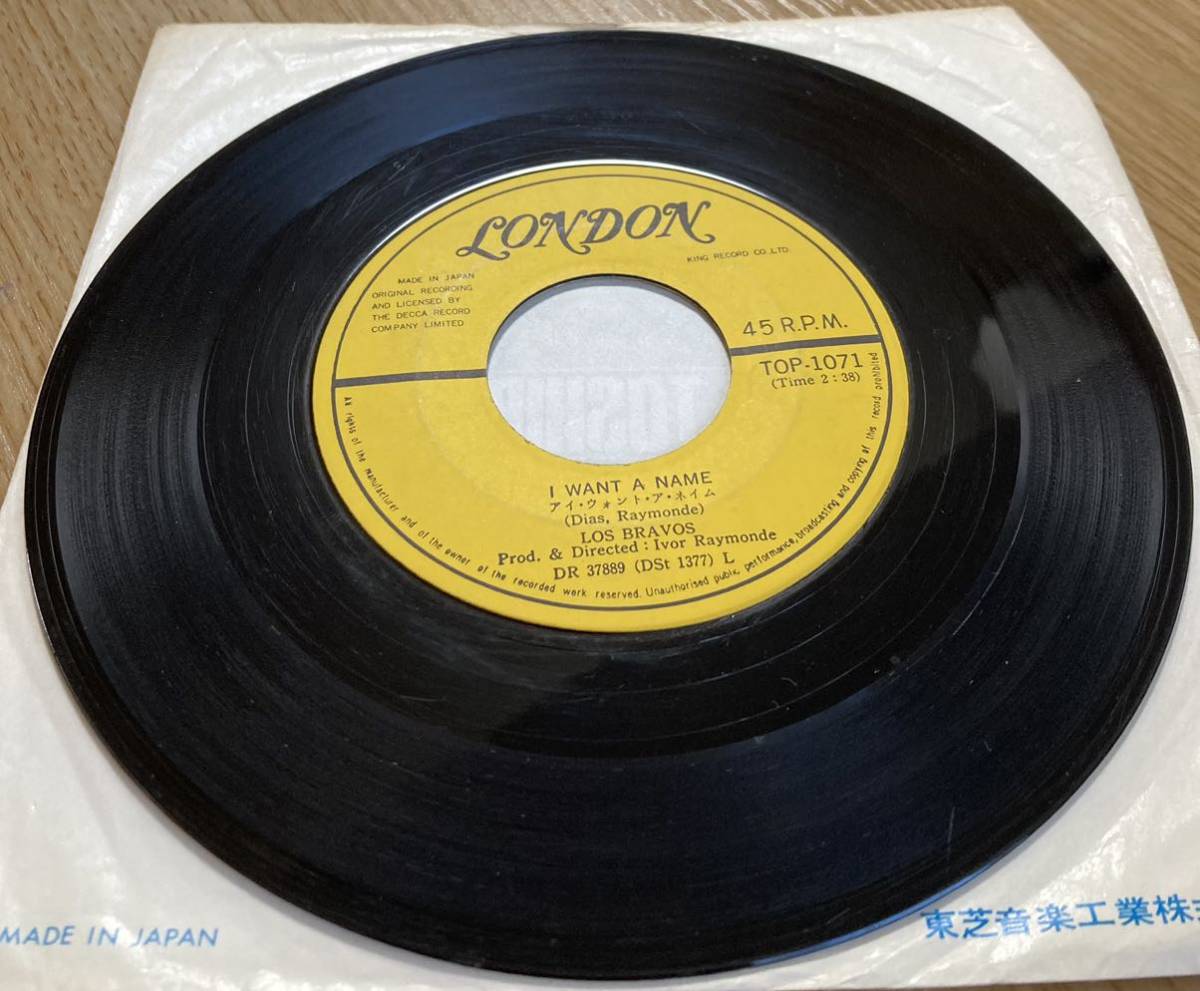 LONDON
KING RECORD CO.,LTD.
MADE IN JAPAN
ORIGINAL RECORDING
AND LICENSED BY
THE DECCA RECORD
COMPANY LIMITED
45 R.P.M.
TOP-1071
(Time 2:38)
I WANT A NAME
アイ・ウォント・ア・ネイム
(Dias, Raymonde)
LOS BRAVOS
Prod. & Directed : Ivor Raymonde
DR 37889 (DSt 1377) L
All rights of the manufacturer and of the owner of the recorded work reserved. Unauthorised public performance, broadcasting and copying of this record prohibited
MADE IN JAPAN
東芝音楽工業株